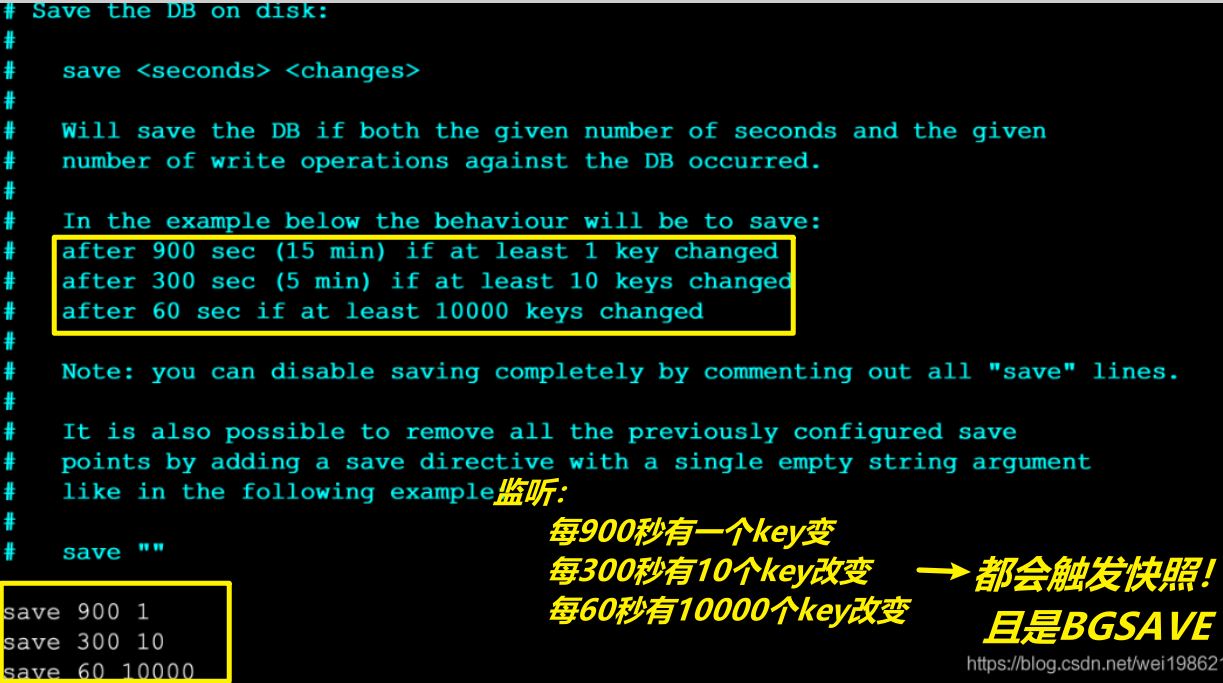 # Save the DB on disk:
#
#   save <seconds> <changes>
#
#   Will save the DB if both the given number of seconds and the given
#   number of write operations against the DB occurred.
#
#   In the example below the behaviour will be to save:
#   after 900 sec (15 min) if at least 1 key changed
#   after 300 sec (5 min) if at least 10 keys changed
#   after 60 sec if at least 10000 keys changed
#
#   Note: you can disable saving completely by commenting out all "save" lines.
#
#   It is also possible to remove all the previously configured save
#   points by adding a save directive with a single empty string argument
#   like in the following example
#
#   save ""
监听：
每900秒有一个key变
每300秒有10个key改变
每60秒有10000个key改变
都会触发快照！
且是BGSAVE
save 900 1
save 300 10
save 60 10000
https://blog.csdn.net/wei198621